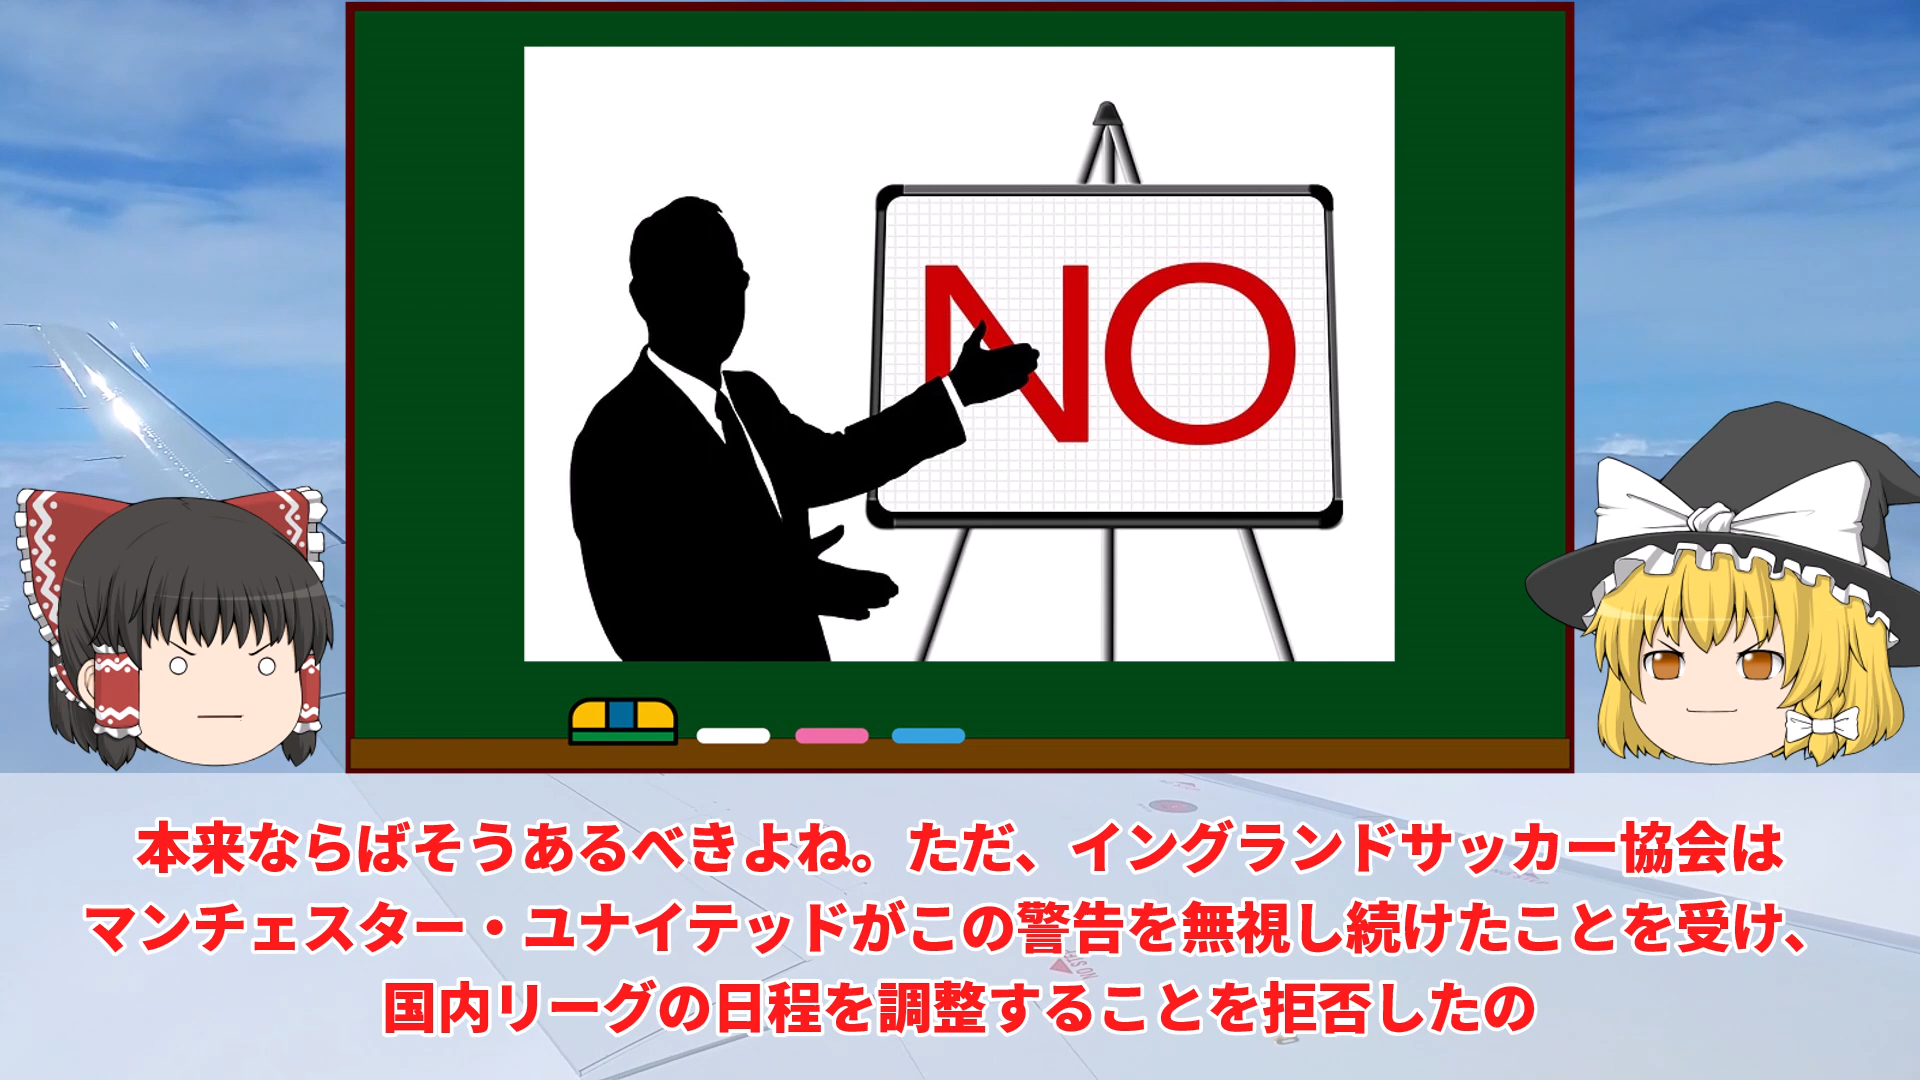 NO
本来ならばそうあるべきよね。ただ、イングランドサッカー協会は
マンチェスター・ユナイテッドがこの警告を無視し続けたことを受け、
国内リーグの日程を調整することを拒否したの